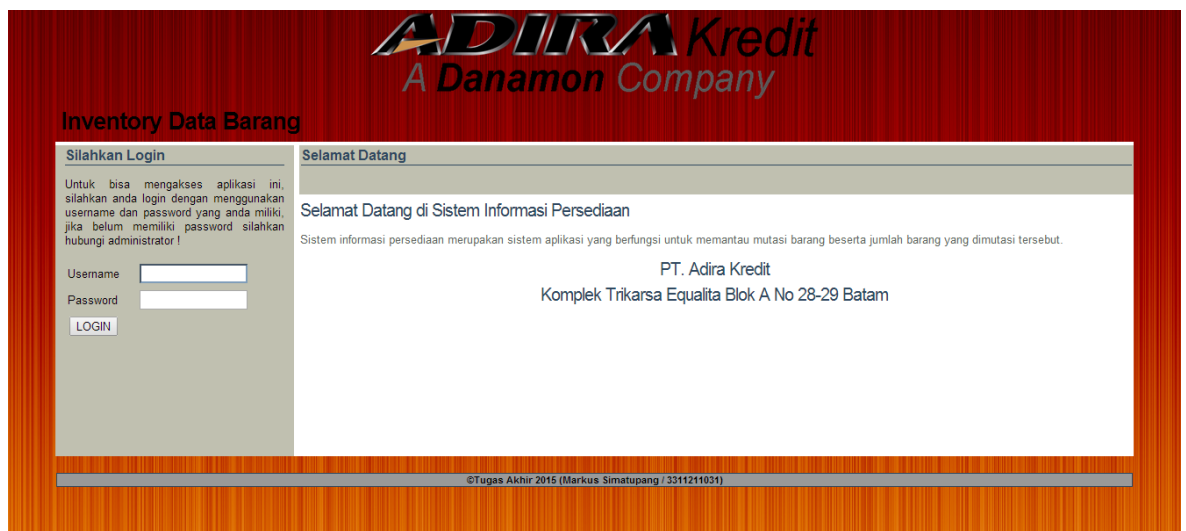 ADIRA Kredit
A Danamon Company
Inventory Data Barang
Silahkan Login
Untuk bisa mengakses aplikasi ini,
silahkan anda login dengan menggunakan
username dan password yang anda miliki,
jika belum memiliki password silahkan
hubungi administrator !
Username
Password
LOGIN
Selamat Datang
Selamat Datang di Sistem Informasi Persediaan
Sistem informasi persediaan merupakan sistem aplikasi yang berfungsi untuk memantau mutasi barang beserta jumlah barang yang dimutasi tersebut.
PT. Adira Kredit
Komplek Trikarsa Equalita Blok A No 28-29 Batam
©Tugas Akhir 2015 (Markus Simatupang / 3311211031)